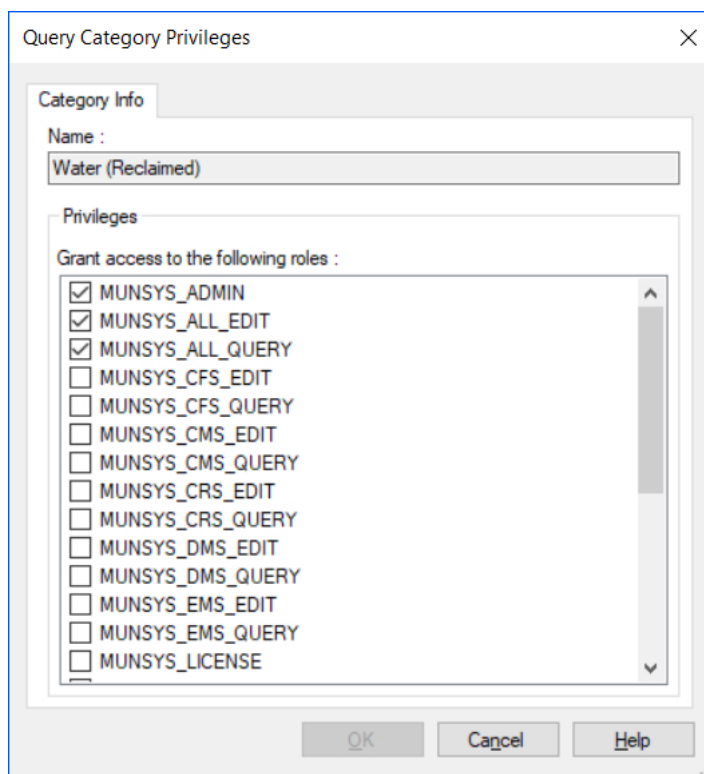 Query Category Privileges
Category Info
Name :
Water (Reclaimed)
Privileges
Grant access to the following roles :
MUNSYS_ADMIN
MUNSYS_ALL_EDIT
MUNSYS_ALL_QUERY
MUNSYS_CFS_EDIT
MUNSYS_CFS_QUERY
MUNSYS_CMS_EDIT
MUNSYS_CMS_QUERY
MUNSYS_CRS_EDIT
MUNSYS_CRS_QUERY
MUNSYS_DMS_EDIT
MUNSYS_DMS_QUERY
MUNSYS_EMS_EDIT
MUNSYS_EMS_QUERY
MUNSYS_LICENSE
OK Cancel Help